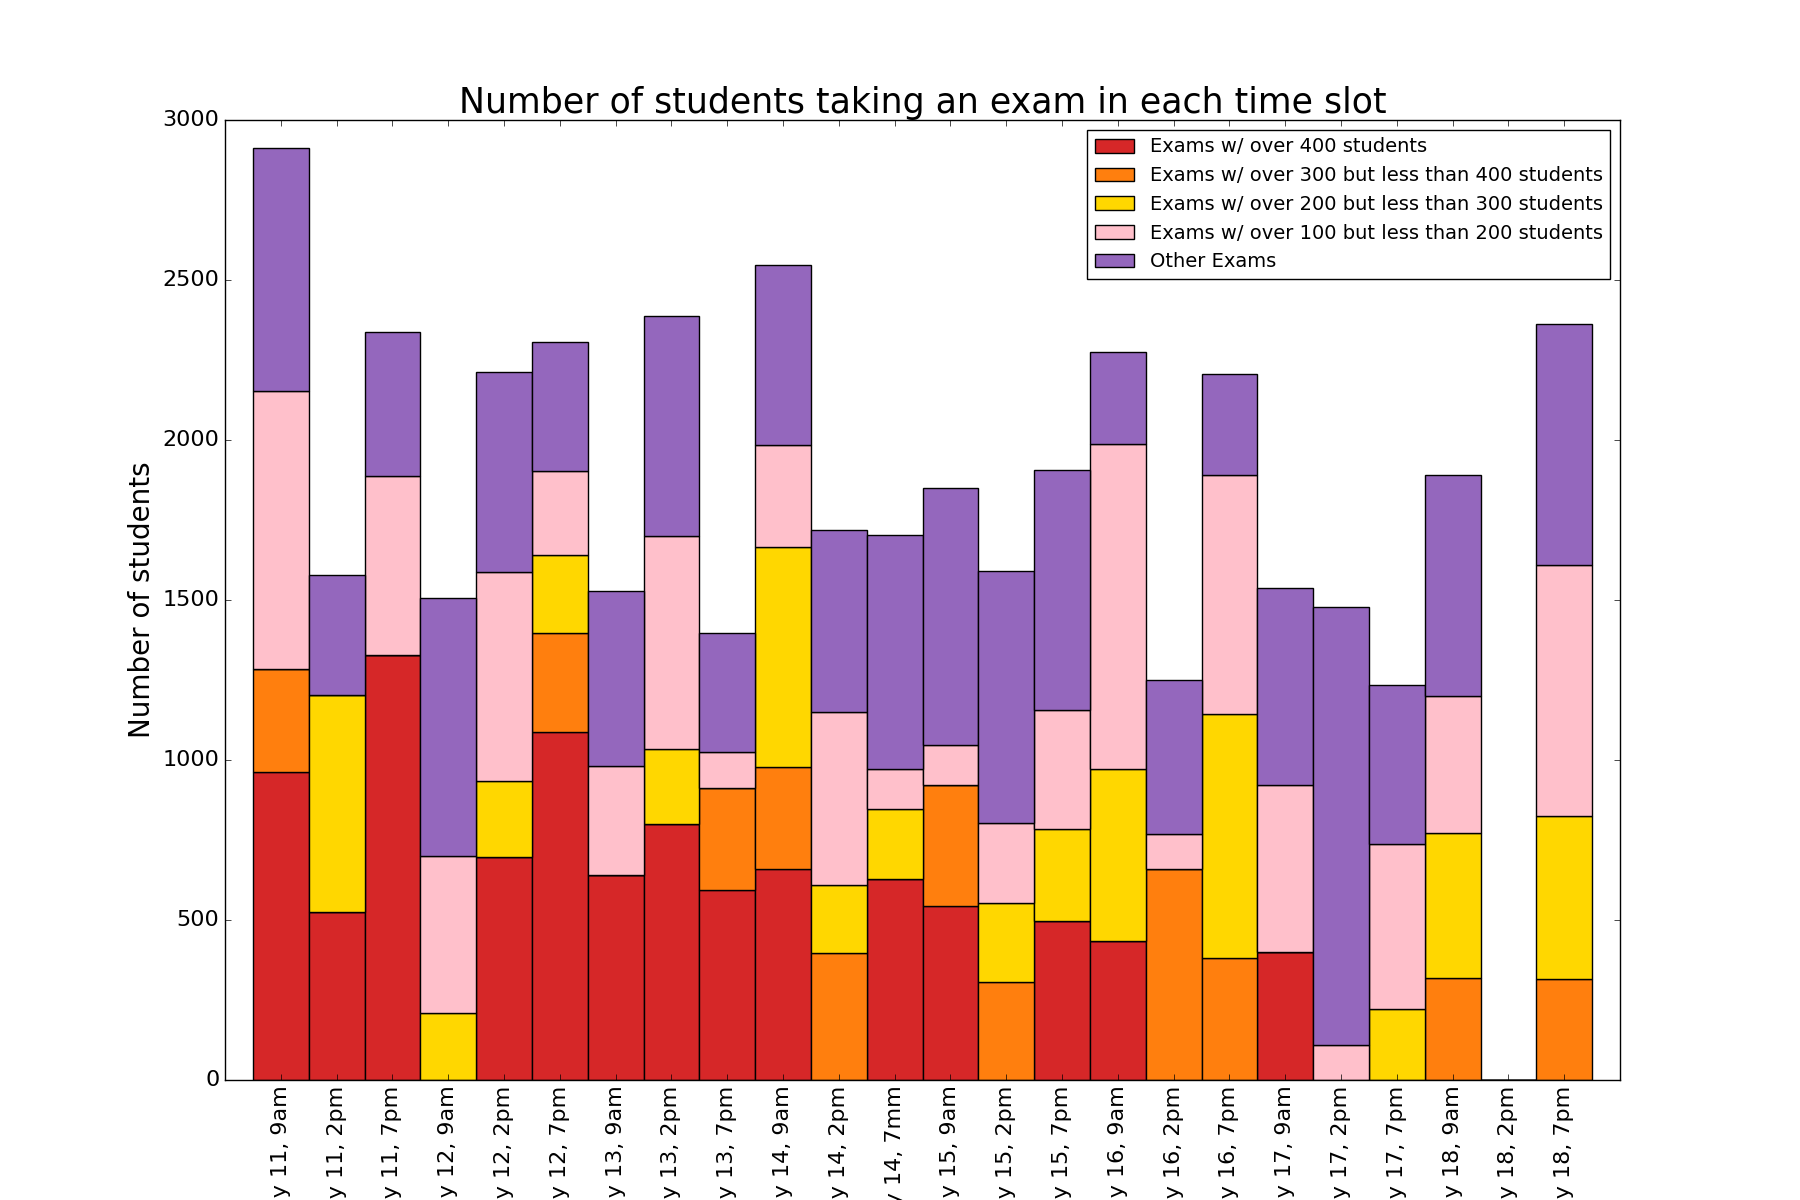 Number of students taking an exam in each time slot
Exams w/ over 400 students
Exams w/ over 300 but less than 400 students
Exams w/ over 200 but less than 300 students
Exams w/ over 100 but less than 200 students
Other Exams
Number of students
3000
2500
2000
1500
1000
500
0
y 11, 9am
y 11, 2pm
y 11, 7pm
y 12, 9am
y 12, 2pm
y 12, 7pm
y 13, 9am
y 13, 2pm
y 13, 7pm
y 14, 9am
y 14, 2pm
y 14, 7mm
y 15, 9am
y 15, 2pm
y 15, 7pm
y 16, 9am
y 16, 2pm
y 16, 7pm
y 17, 9am
y 17, 2pm
y 17, 7pm
y 18, 9am
y 18, 2pm
y 18, 7pm